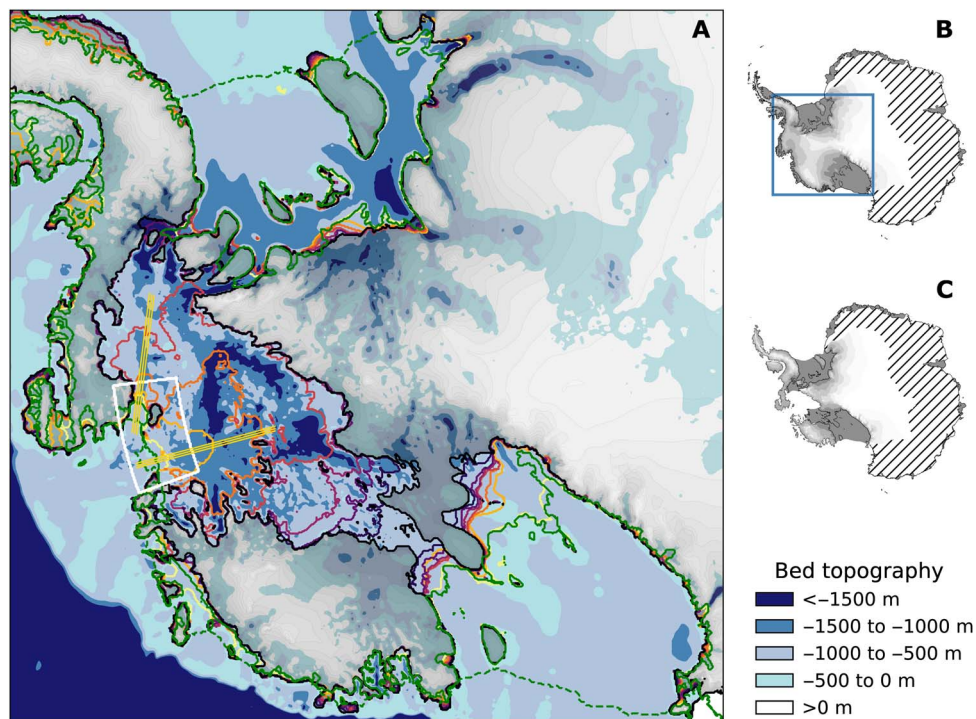 A
B
C
Bed topography
<–1500 m
–1500 to –1000 m
–1000 to –500 m
–500 to 0 m
>0 m